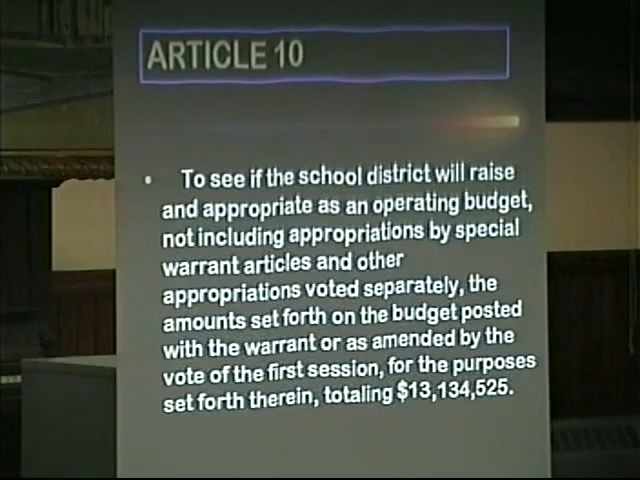 ARTICLE 10
• To see if the school district will raise
and appropriate as an operating budget,
not including appropriations by special
warrant articles and other
appropriations voted separately, the
amounts set forth on the budget posted
with the warrant or as amended by the
vote of the first session, for the purposes
set forth therein, totaling $13,134,525.